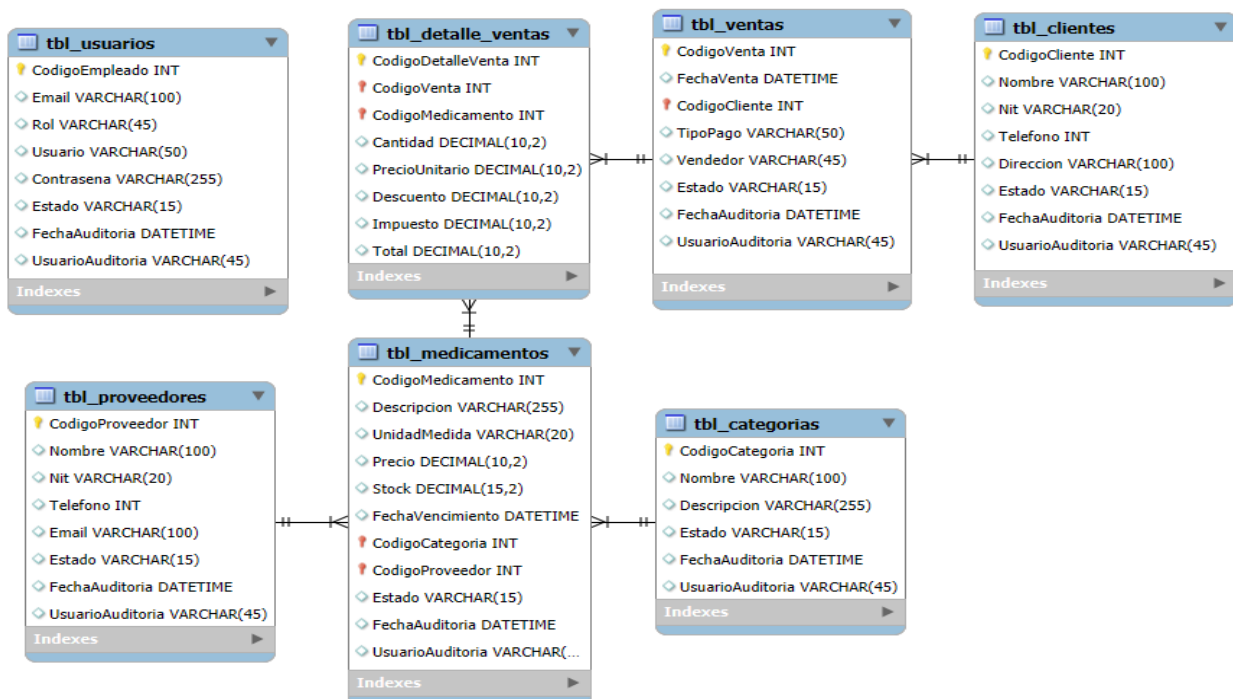 tbl_usuarios
CodigoEmpleado INT
Email VARCHAR(100)
Rol VARCHAR(45)
Usuario VARCHAR(50)
Contrasena VARCHAR(255)
Estado VARCHAR(15)
FechaAuditoria DATETIME
UsuarioAuditoria VARCHAR(45)
Indexes
tbl_detalle_ventas
CodigoDetalleVenta INT
CodigoVenta INT
CodigoMedicamento INT
Cantidad DECIMAL(10,2)
PrecioUnitario DECIMAL(10,2)
Descuento DECIMAL(10,2)
Impuesto DECIMAL(10,2)
Total DECIMAL(10,2)
Indexes
tbl_ventas
CodigoVenta INT
FechaVenta DATETIME
CodigoCliente INT
TipoPago VARCHAR(50)
Vendedor VARCHAR(45)
Estado VARCHAR(15)
FechaAuditoria DATETIME
UsuarioAuditoria VARCHAR(45)
Indexes
tbl_clientes
CodigoCliente INT
Nombre VARCHAR(100)
Nit VARCHAR(20)
Telefono INT
Direccion VARCHAR(100)
Estado VARCHAR(15)
FechaAuditoria DATETIME
UsuarioAuditoria VARCHAR(45)
Indexes
tbl_proveedores
CodigoProveedor INT
Nombre VARCHAR(100)
Nit VARCHAR(20)
Telefono INT
Email VARCHAR(100)
Estado VARCHAR(15)
FechaAuditoria DATETIME
UsuarioAuditoria VARCHAR(45)
Indexes
tbl_medicamentos
CodigoMedicamento INT
Descripcion VARCHAR(255)
UnidadMedida VARCHAR(20)
Precio DECIMAL(10,2)
Stock DECIMAL(15,2)
FechaVencimiento DATETIME
CodigoCategoria INT
CodigoProveedor INT
Estado VARCHAR(15)
FechaAuditoria DATETIME
UsuarioAuditoria VARCHAR(...
Indexes
tbl_categorias
CodigoCategoria INT
Nombre VARCHAR(100)
Descripcion VARCHAR(255)
Estado VARCHAR(15)
FechaAuditoria DATETIME
UsuarioAuditoria VARCHAR(45)
Indexes